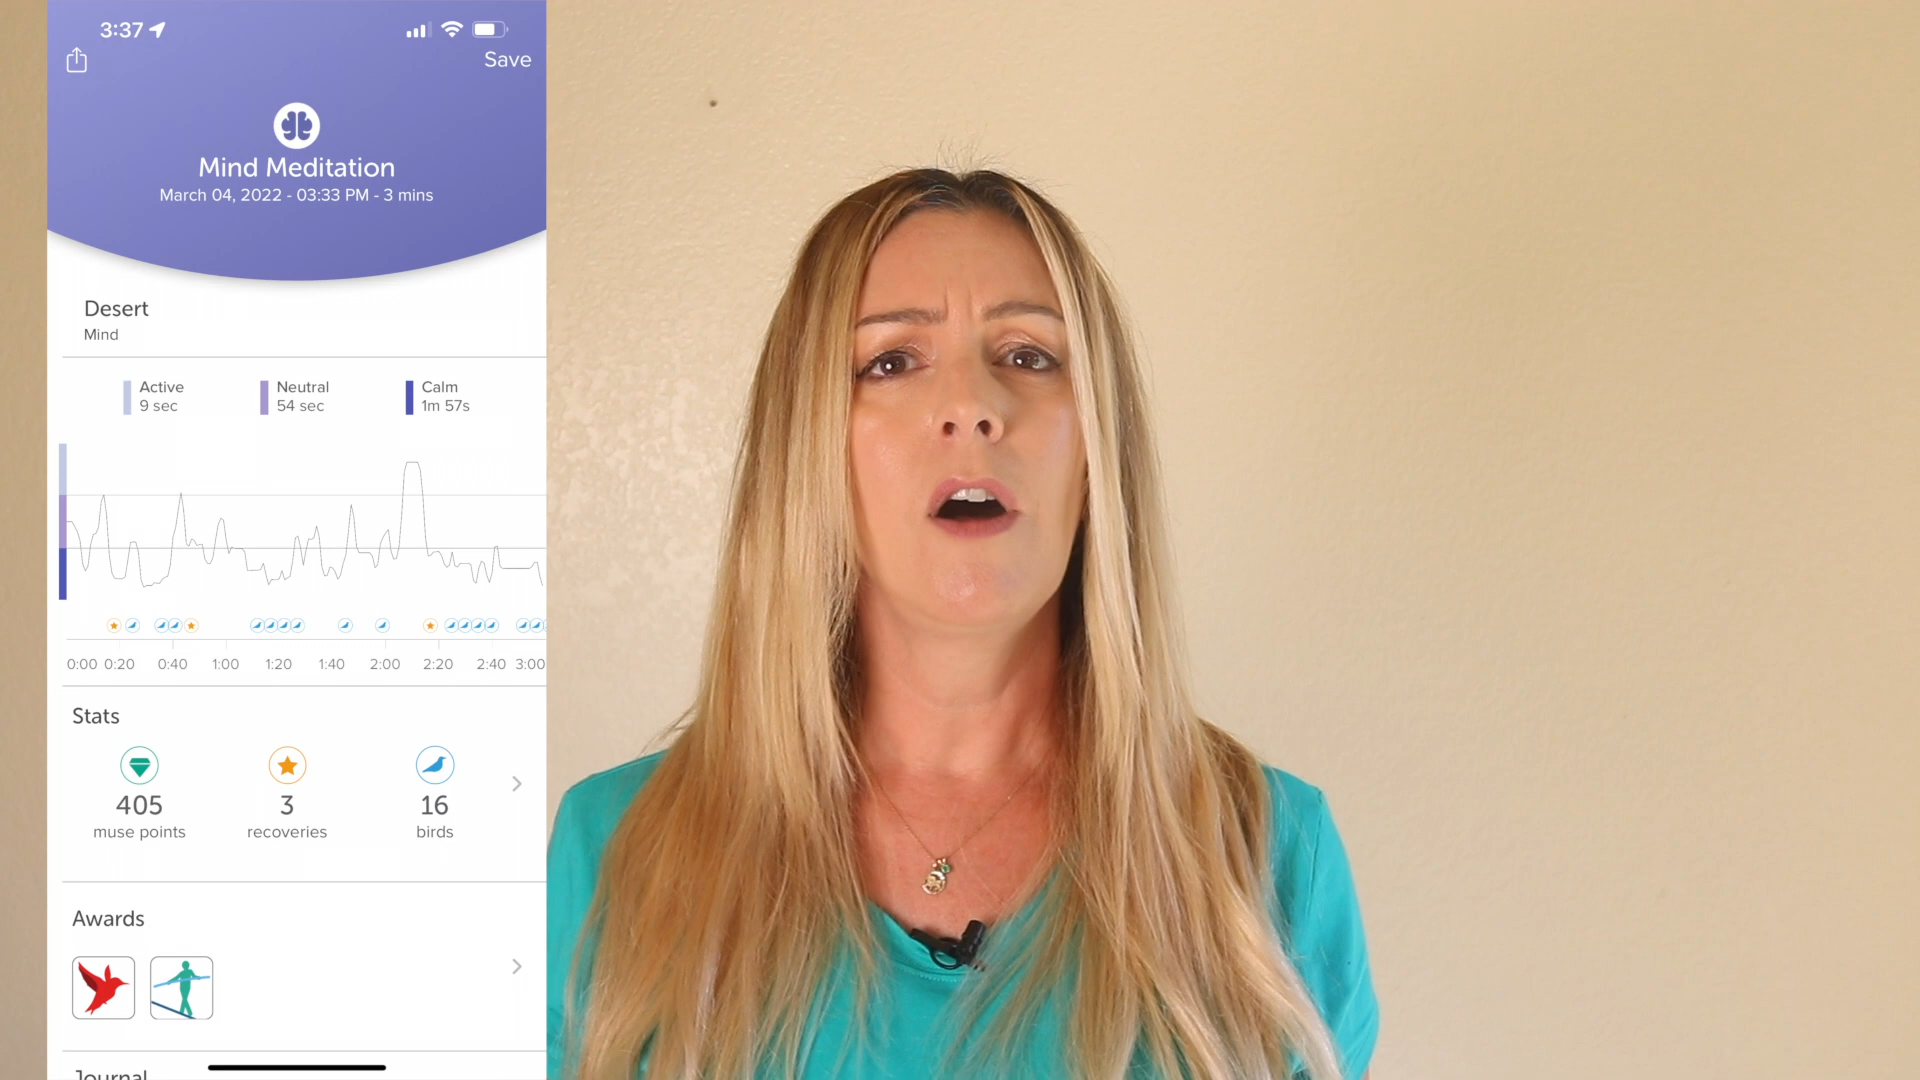 3:37
Save
Mind Meditation
March 04, 2022 - 03:33 PM - 3 mins
Desert
Mind
Active
9 sec
Neutral
54 sec
Calm
1m 57s
0:00 0:20 0:40 1:00 1:20 1:40 2:00 2:20 2:40 3:00
Stats
405
muse points
3
recoveries
16
birds
Awards
Journal